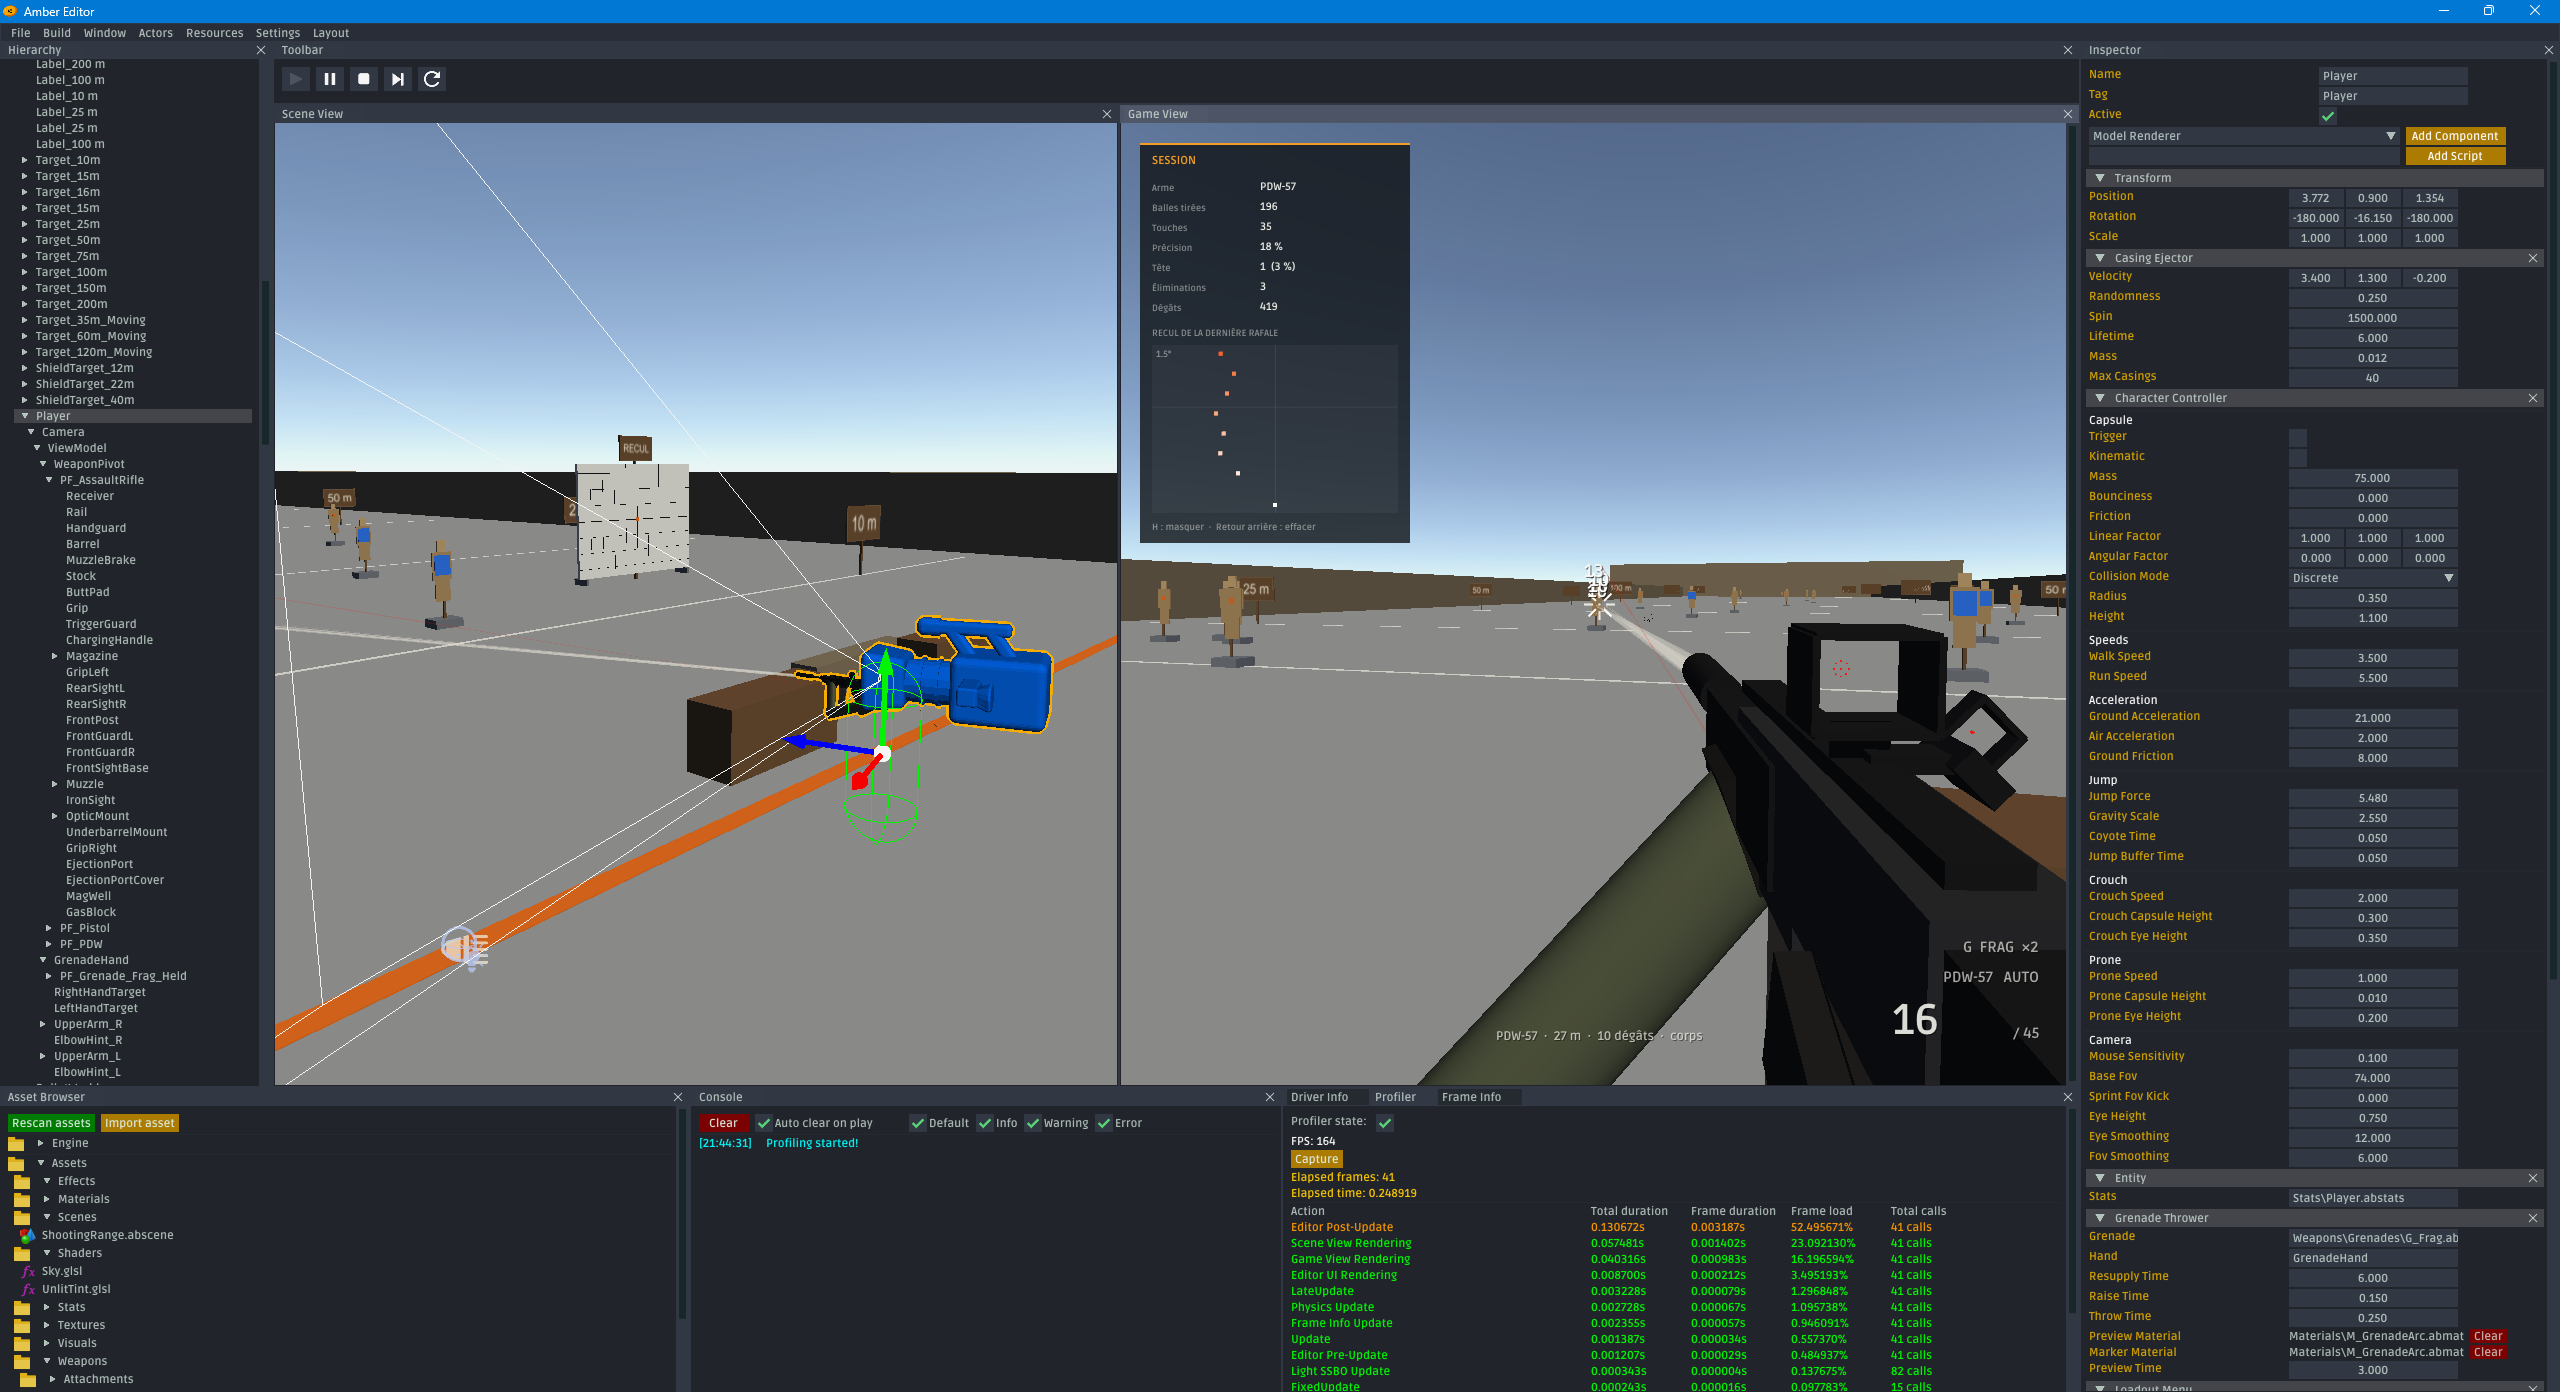 Amber Editor
File Build Window Actors Resources Settings Layout
Hierarchy
Label_200 m
Label_100 m
Label_10 m
Label_25 m
Label_25 m
Label_100 m
Target_10m
Target_15m
Target_16m
Target_15m
Target_25m
Target_50m
Target_75m
Target_100m
Target_150m
Target_200m
Target_35m_Moving
Target_60m_Moving
Target_120m_Moving
ShieldTarget_12m
ShieldTarget_22m
ShieldTarget_40m
Player
Camera
ViewModel
WeaponPivot
PF_AssaultRifle
Receiver
Rail
Handguard
Barrel
MuzzleBrake
Stock
ButtPad
Grip
TriggerGuard
ChargingHandle
Magazine
GripLeft
RearSightL
RearSightR
FrontPost
FrontGuardL
FrontGuardR
FrontSightBase
Muzzle
IronSight
OpticMount
UnderbarrelMount
GripRight
EjectionPort
EjectionPortCover
MagWell
GasBlock
PF_Pistol
PF_PDW
GrenadeHand
PF_Grenade_Frag_Held
RightHandTarget
LeftHandTarget
UpperArm_R
ElbowHint_R
UpperArm_L
ElbowHint_L
Toolbar
Scene View
50 m
RECUL
10 m
Game View
SESSION
Arme PDW-57
Balles tirées 196
Touches 35
Précision 18 %
Tête 1 (3 %)
Éliminations 3
Dégâts 419
RECUL DE LA DERNIÈRE RAFALE
1.5°
H : masquer · Retour arrière : effacer
25 m
50 m
13
G FRAG ×2
PDW-57 AUTO
16 / 45
PDW-57 · 27 m · 10 dégâts · corps
Inspector
Name Player
Tag Player
Active
Model Renderer Add Component
Add Script
Transform
Position 3.772 0.900 1.354
Rotation -180.000 -16.150 -180.000
Scale 1.000 1.000 1.000
Casing Ejector
Velocity 3.400 1.300 -0.200
Randomness 0.250
Spin 1500.000
Lifetime 6.000
Mass 0.012
Max Casings 40
Character Controller
Capsule
Trigger
Kinematic
Mass 75.000
Bounciness 0.000
Friction 0.000
Linear Factor 1.000 1.000 1.000
Angular Factor 0.000 0.000 0.000
Collision Mode Discrete
Radius 0.350
Height 1.100
Speeds
Walk Speed 3.500
Run Speed 5.500
Acceleration
Ground Acceleration 21.000
Air Acceleration 2.000
Ground Friction 8.000
Jump
Jump Force 5.480
Gravity Scale 2.550
Coyote Time 0.050
Jump Buffer Time 0.050
Crouch
Crouch Speed 2.000
Crouch Capsule Height 0.300
Crouch Eye Height 0.350
Prone
Prone Speed 1.000
Prone Capsule Height 0.010
Prone Eye Height 0.200
Camera
Mouse Sensitivity 0.100
Base Fov 74.000
Sprint Fov Kick 0.000
Eye Height 0.750
Eye Smoothing 12.000
Fov Smoothing 6.000
Entity
Stats Stats\Player.abstats
Grenade Thrower
Grenade Weapons\Grenades\G_Frag.ab
Hand GrenadeHand
Resupply Time 6.000
Raise Time 0.150
Throw Time 0.250
Preview Material Materials\M_GrenadeArc.abmat Clear
Marker Material Materials\M_GrenadeArc.abmat Clear
Preview Time 3.000
Loadout Menu
Asset Browser
Rescan assets Import asset
Engine
Assets
Effects
Materials
Scenes
ShootingRange.abscene
Shaders
Sky.glsl
UnlitTint.glsl
Stats
Textures
Visuals
Weapons
Attachments
Console
Clear Auto clear on play Default Info Warning Error
[21:44:31] Profiling started!
Driver Info Profiler Frame Info
Profiler state:
FPS: 164
Capture
Elapsed frames: 41
Elapsed time: 0.248919
Action Total duration Frame duration Frame load Total calls
Editor Post-Update 0.130672s 0.003187s 52.495671% 41 calls
Scene View Rendering 0.057481s 0.001402s 23.092130% 41 calls
Game View Rendering 0.040316s 0.000983s 16.196594% 41 calls
Editor UI Rendering 0.008700s 0.000212s 3.495193% 41 calls
LateUpdate 0.003228s 0.000079s 1.296848% 41 calls
Physics Update 0.002728s 0.000067s 1.095738% 41 calls
Frame Info Update 0.002355s 0.000057s 0.946091% 41 calls
Update 0.001387s 0.000034s 0.557370% 41 calls
Editor Pre-Update 0.001207s 0.000029s 0.484937% 41 calls
Light SSBO Update 0.000343s 0.000004s 0.137675% 82 calls
FixedUpdate 0.000243s 0.000016s 0.097783% 15 calls